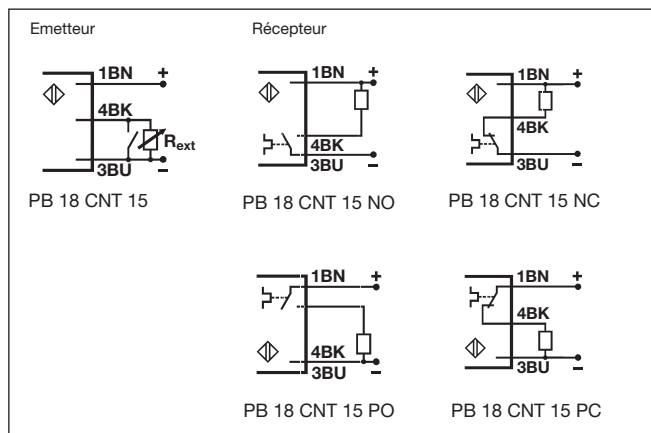 Emetteur
Récepteur
1BN +
4BK
Rext
3BU –
PB 18 CNT 15
1BN +
4BK
3BU –
PB 18 CNT 15 NO
1BN +
4BK
3BU –
PB 18 CNT 15 NC
1BN +
4BK
3BU –
PB 18 CNT 15 PO
1BN +
4BK
3BU –
PB 18 CNT 15 PC